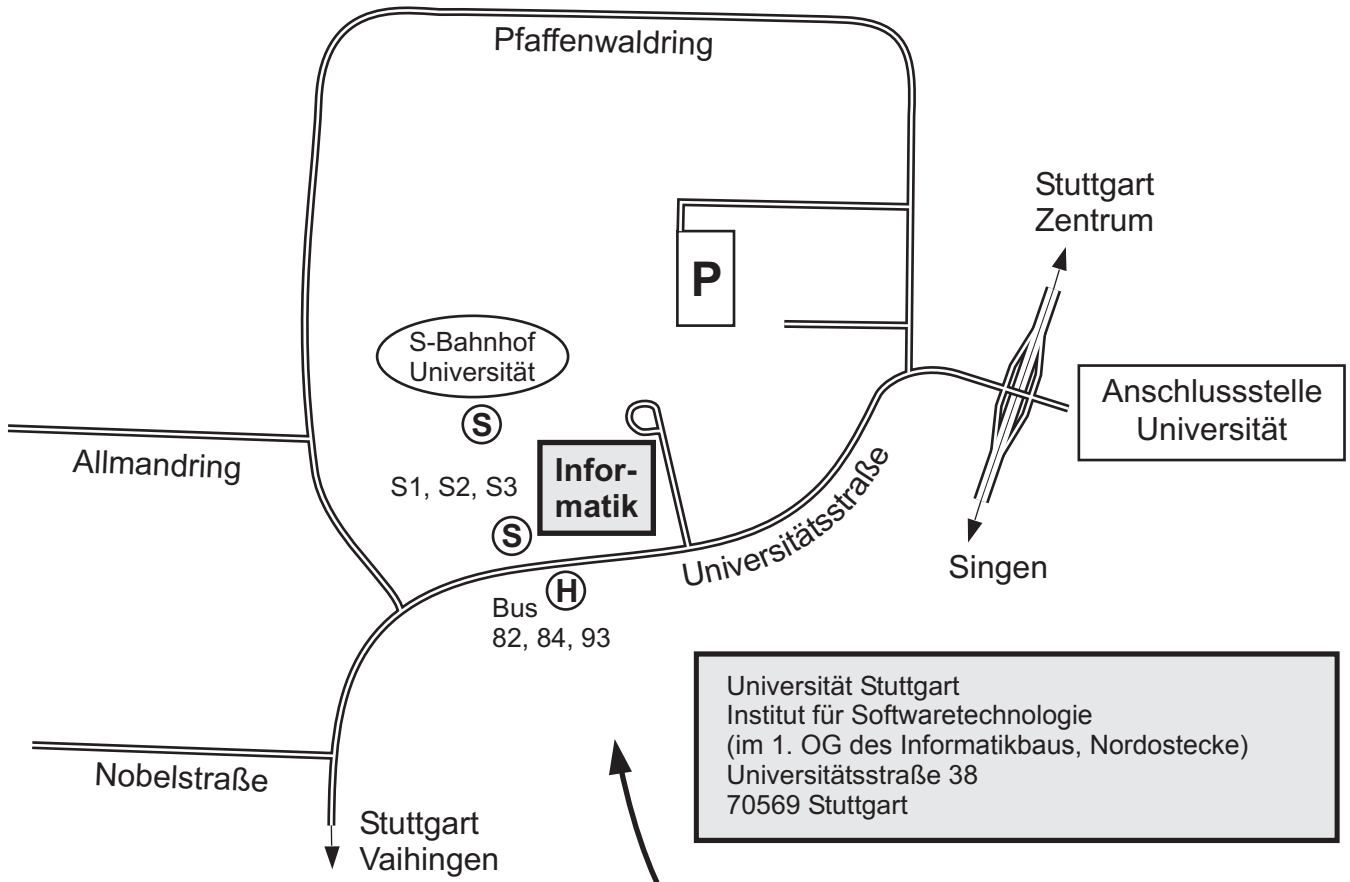 Pfaffenwaldring
Stuttgart
Zentrum
P
S-Bahnhof
Universität
S
Anschlussstelle
Universität
Allmandring
Infor-
matik
S1, S2, S3
S
Universitätsstraße
Singen
H
Bus
82, 84, 93
Universität Stuttgart
Institut für Softwaretechnologie
(im 1. OG des Informatikbaus, Nordostecke)
Universitätsstraße 38
70569 Stuttgart
Nobelstraße
Stuttgart
Vaihingen